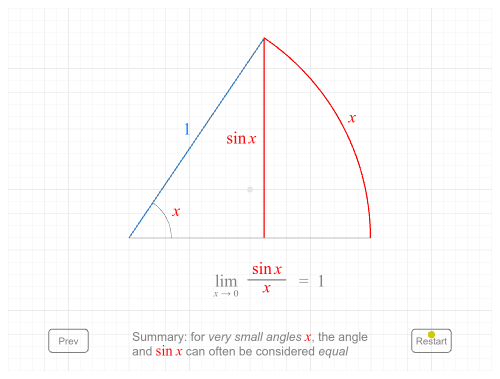 1
sin x
x
x
lim x → 0 sin x / x = 1
Prev
Summary: for very small angles x, the angle
and sin x can often be considered equal
Restart